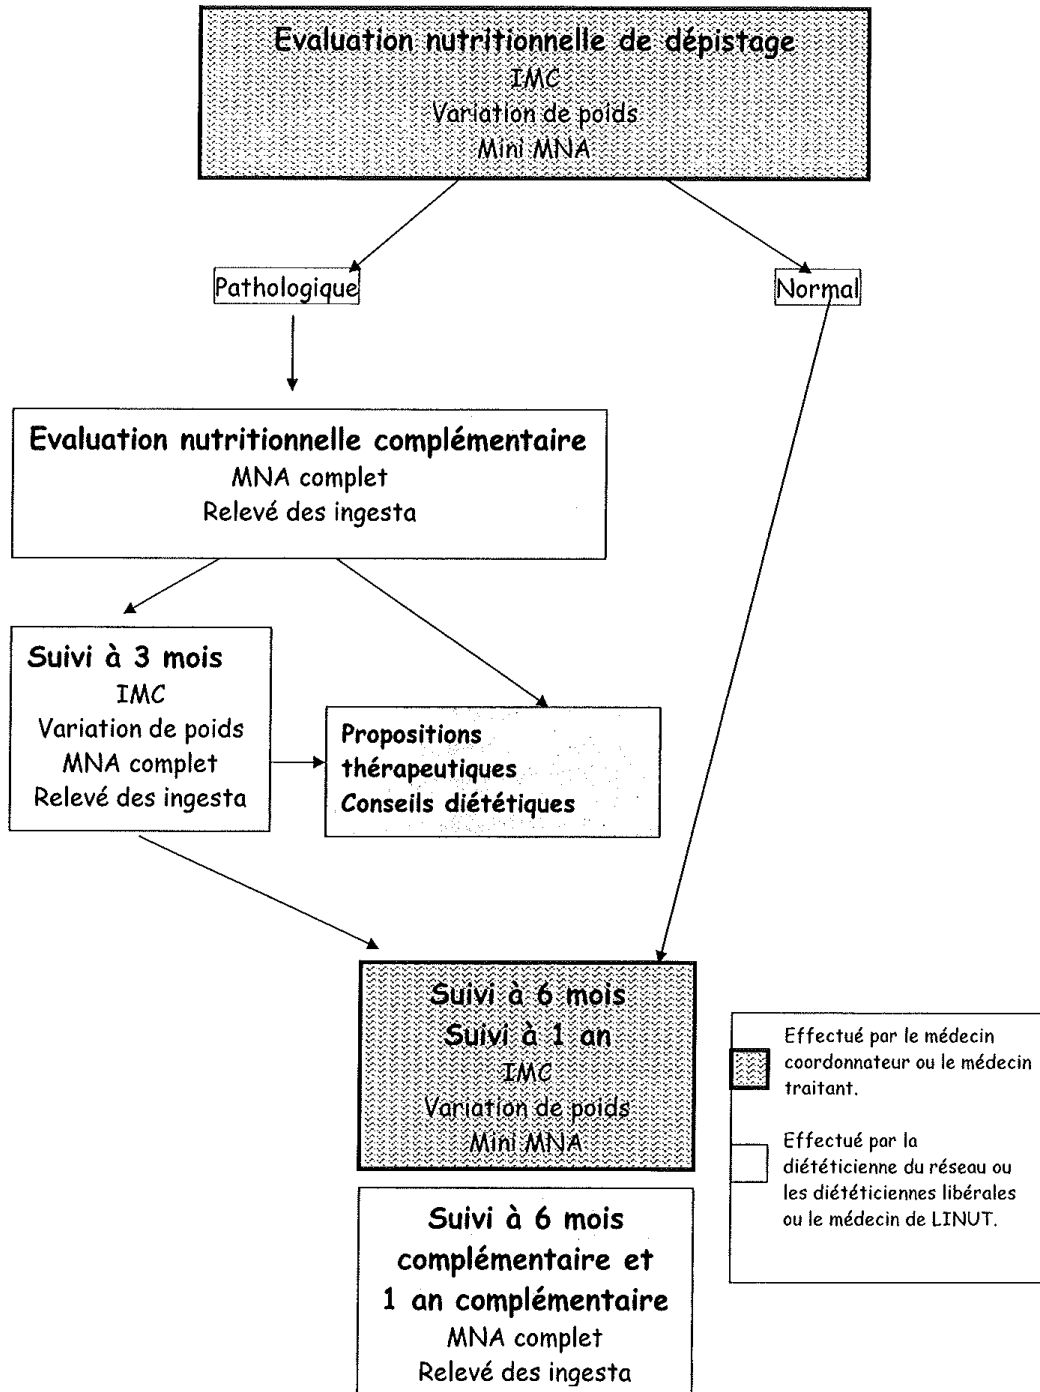 Evaluation nutritionnelle de dépistage
IMC
Variation de poids
Mini MNA
Pathologique
Normal
Evaluation nutritionnelle complémentaire
MNA complet
Relevé des ingesta
Suivi à 3 mois
IMC
Variation de poids
MNA complet
Relevé des ingesta
Propositions
thérapeutiques
Conseils diététiques
Suivi à 6 mois
Suivi à 1 an
IMC
Variation de poids
Mini MNA
Effectué par le médecin
coordonnateur ou le médecin
traitant.
Effectué par la
diététicienne du réseau ou
les diététiciennes libérales
ou le médecin de LINUT.
Suivi à 6 mois
complémentaire et
1 an complémentaire
MNA complet
Relevé des ingesta